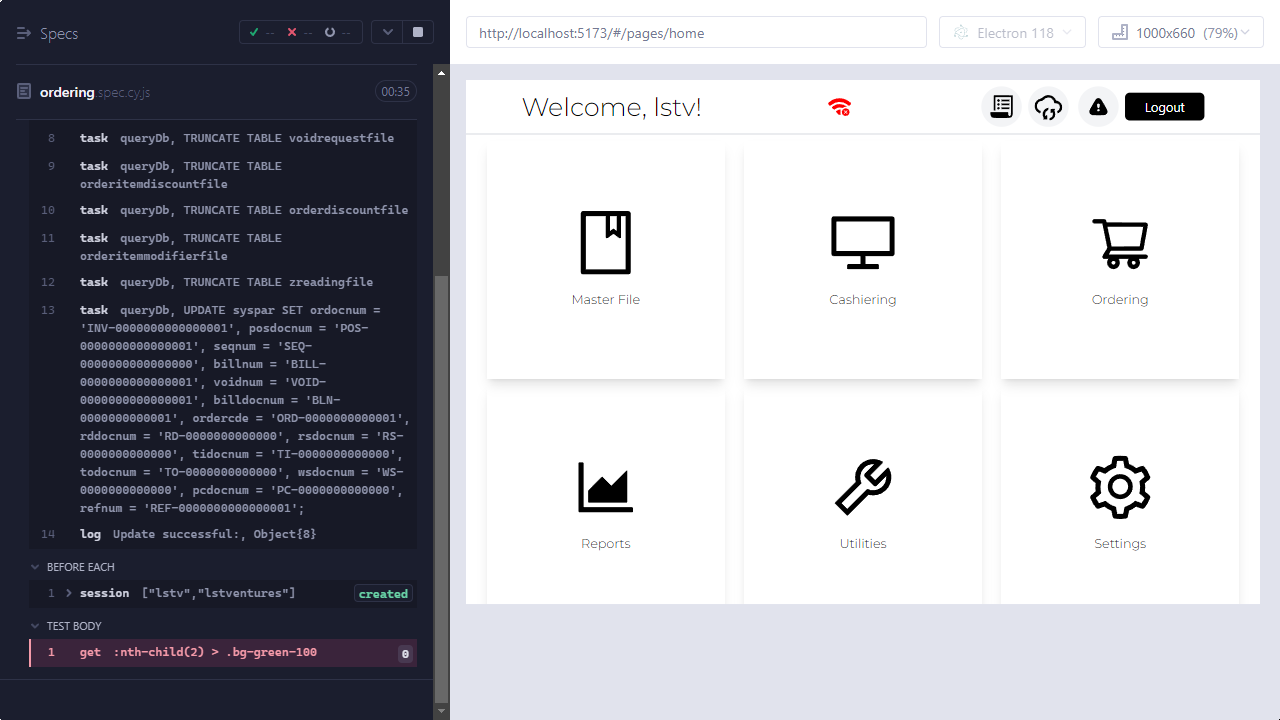 Specs
-- -- --
ordering.spec.cy.js 00:35
8 task queryDb, TRUNCATE TABLE voidrequestfile
9 task queryDb, TRUNCATE TABLE
orderitemdiscountfile
10 task queryDb, TRUNCATE TABLE orderdiscountfile
11 task queryDb, TRUNCATE TABLE
orderitemmodifierfile
12 task queryDb, TRUNCATE TABLE zreadingfile
13 task queryDb, UPDATE syspar SET ordocnum =
'INV-0000000000000001', posdocnum = 'POS-
0000000000000001', seqnum = 'SEQ-
0000000000000000', billnum = 'BILL-
0000000000000001', voidnum = 'VOID-
0000000000000001', billdocnum = 'BLN-
0000000000001', ordercde = 'ORD-0000000000001',
rddocnum = 'RD-0000000000000', rsdocnum = 'RS-
0000000000000', tidocnum = 'TI-0000000000000',
todocnum = 'TO-0000000000000', wsdocnum = 'WS-
0000000000000', pcdocnum = 'PC-0000000000000',
refnum = 'REF-0000000000000001';
14 log Update successful:, Object{8}
BEFORE EACH
1 session ["lstv","lstventures"] created
TEST BODY
1 get :nth-child(2) > .bg-green-100 0
http://localhost:5173/#/pages/home
Electron 118
1000x660 (79%)
Welcome, lstv!
Logout
Master File
Cashiering
Ordering
Reports
Utilities
Settings